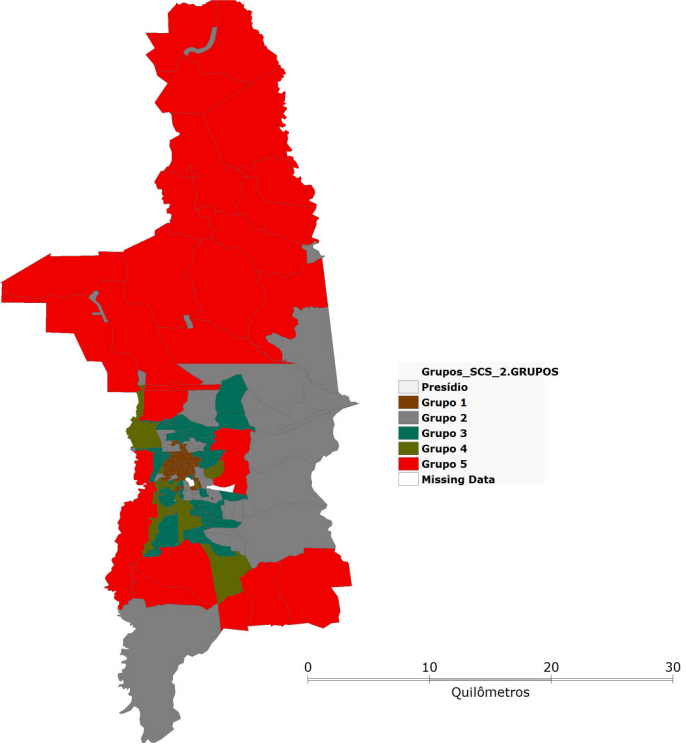 Grupos_SCS_2.GRUPOS
Presídio
Grupo 1
Grupo 2
Grupo 3
Grupo 4
Grupo 5
Missing Data
0 10 20 30
Quilômetros